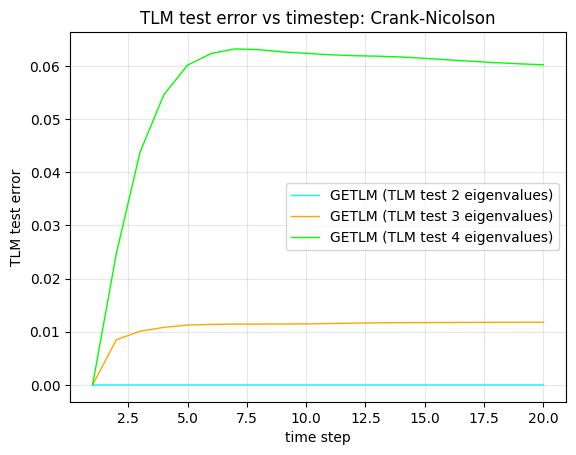 TLM test error vs timestep: Crank-Nicolson
TLM test error
0.06
0.05
0.04
0.03
0.02
0.01
0.00
GETLM (TLM test 2 eigenvalues)
GETLM (TLM test 3 eigenvalues)
GETLM (TLM test 4 eigenvalues)
2.5 5.0 7.5 10.0 12.5 15.0 17.5 20.0
time step